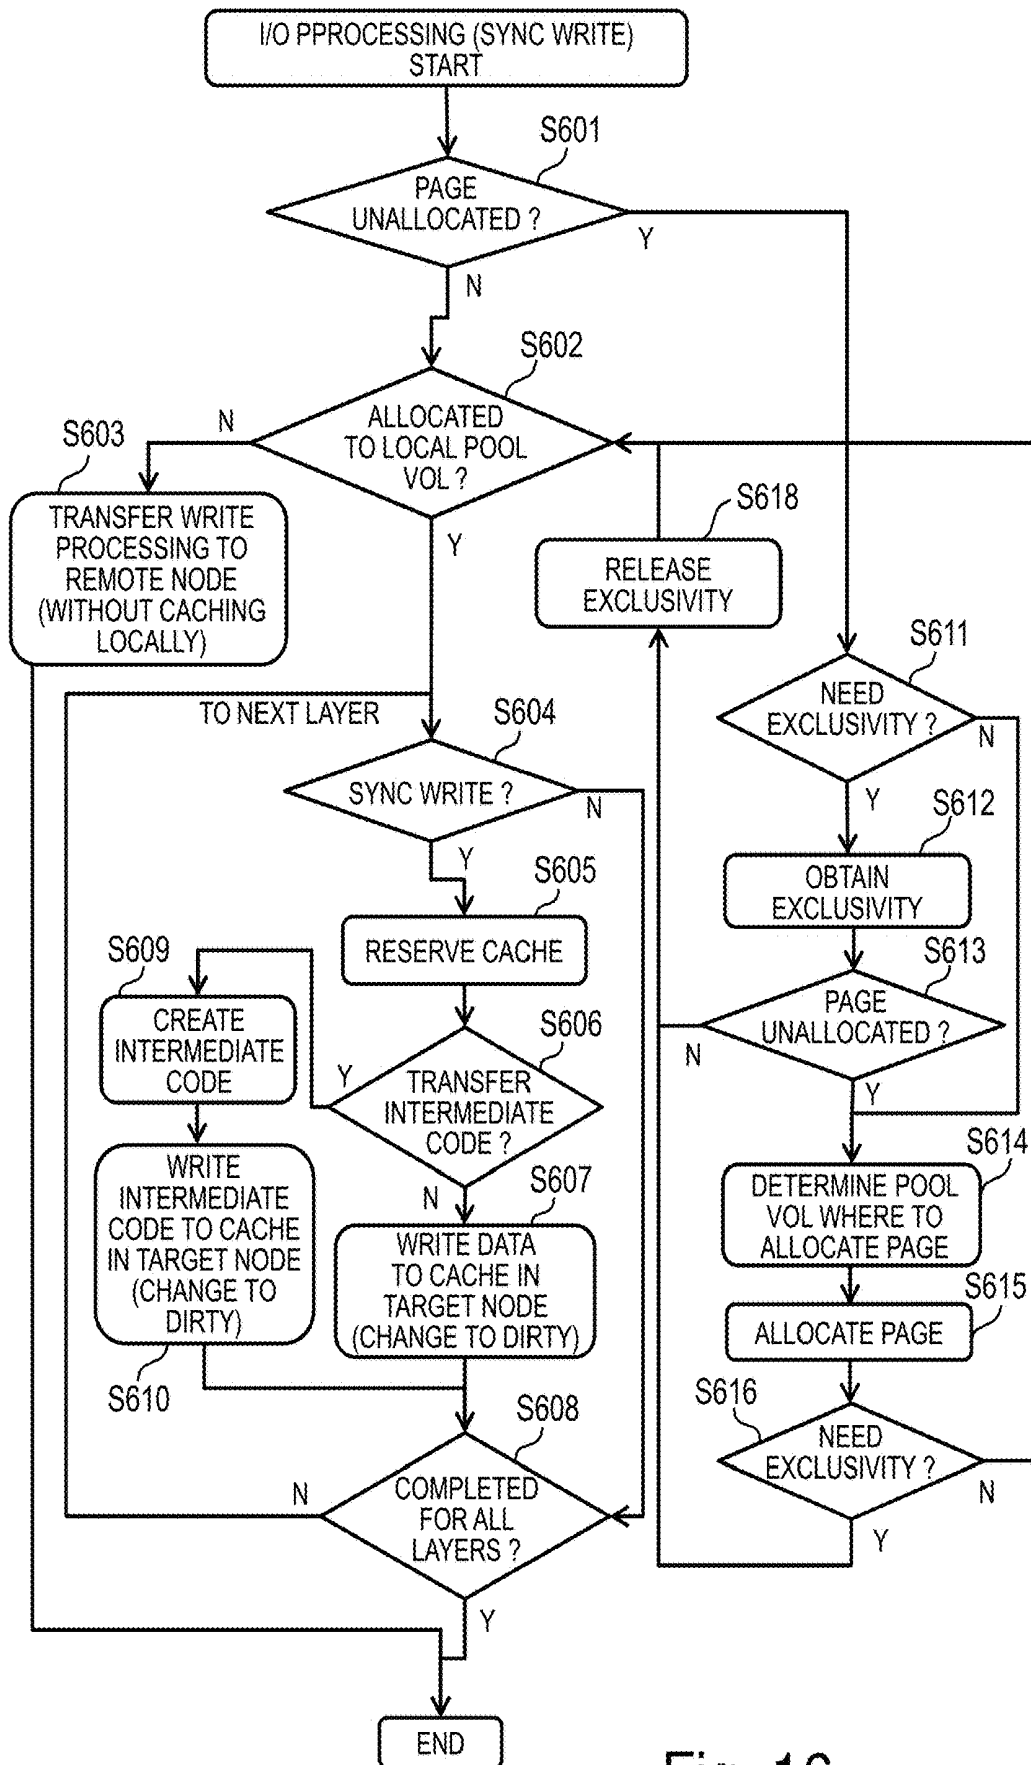 I/O PPROCESSING (SYNC WRITE)
START
S601
PAGE
UNALLOCATED ?
Y
N
S602
ALLOCATED
TO LOCAL POOL
VOL ?
N
Y
S603
TRANSFER WRITE
PROCESSING TO
REMOTE NODE
(WITHOUT CACHING
LOCALLY)
S618
RELEASE
EXCLUSIVITY
S611
NEED
EXCLUSIVITY ?
N
Y
TO NEXT LAYER
S604
SYNC WRITE ?
N
Y
S612
OBTAIN
EXCLUSIVITY
S605
RESERVE CACHE
S613
PAGE
UNALLOCATED ?
N
Y
S609
CREATE
INTERMEDIATE
CODE
S606
TRANSFER
INTERMEDIATE
CODE ?
Y
N
S614
DETERMINE POOL
VOL WHERE TO
ALLOCATE PAGE
WRITE
INTERMEDIATE
CODE TO CACHE
IN TARGET NODE
(CHANGE TO
DIRTY)
S610
S607
WRITE DATA
TO CACHE IN
TARGET NODE
(CHANGE TO DIRTY)
S615
ALLOCATE PAGE
S616
NEED
EXCLUSIVITY ?
N
Y
S608
COMPLETED
FOR ALL
LAYERS ?
N
Y
END